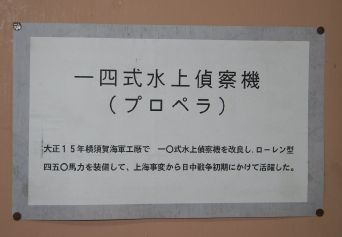 一四式水上偵察機
（プロペラ）
大正１５年横須賀海軍工廠で　一〇式水上偵察機を改良し，ローレン型
四五〇馬力を装備して、上海事変から日中戦争初期にかけて活躍した。